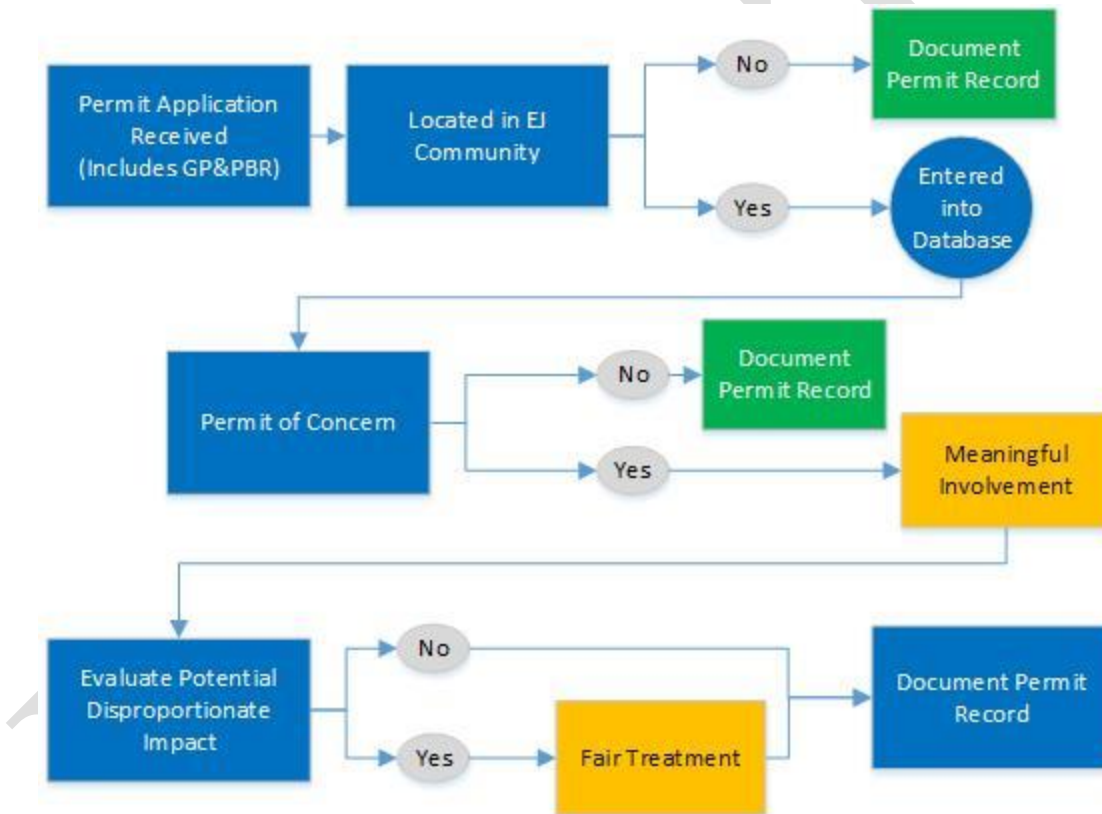 Permit Application
Received
(Includes GP&PBR)
Located in EJ
Community
No
Document
Permit Record
Yes
Entered
into
Database
Permit of Concern
No
Document
Permit Record
Yes
Meaningful
Involvement
Evaluate Potential
Disproportionate
Impact
No
Yes
Fair Treatment
Document Permit
Record